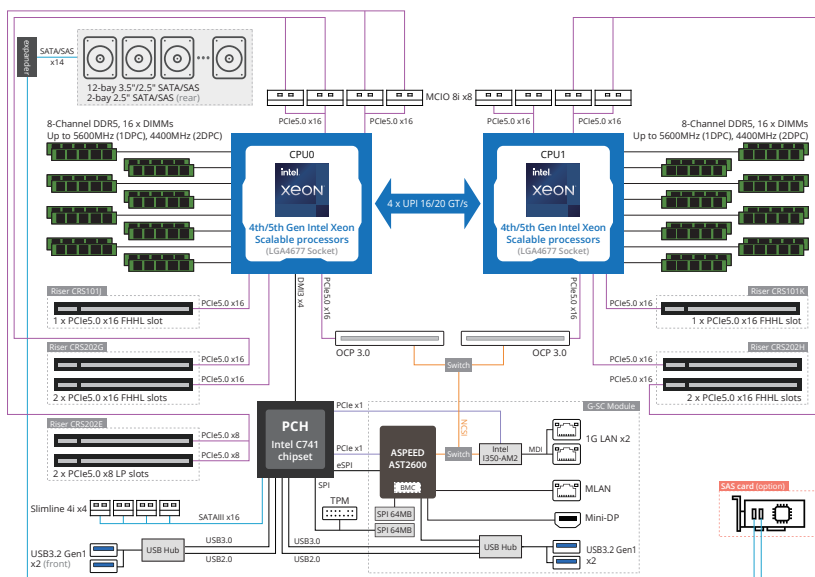 expander
SATA/SAS
x14
12-bay 3.5"/2.5" SATA/SAS
2-bay 2.5" SATA/SAS (rear)
MCIO 8i x8
PCIe5.0 x16
PCIe5.0 x16
PCIe5.0 x16
PCIe5.0 x16
8-Channel DDR5, 16 x DIMMs
Up to 5600MHz (1DPC), 4400MHz (2DPC)
8-Channel DDR5, 16 x DIMMs
Up to 5600MHz (1DPC), 4400MHz (2DPC)
CPU0
intel
XEON
4th/5th Gen Intel Xeon
Scalable processors
(LGA4677 Socket)
4 x UPI 16/20 GT/s
CPU1
intel
XEON
4th/5th Gen Intel Xeon
Scalable processors
(LGA4677 Socket)
DMI3 x4
PCIe5.0 x16
PCIe5.0 x16
Riser CRS101J
PCIe5.0 x16
1 x PCIe5.0 x16 FHHL slot
Riser CRS101K
PCIe5.0 x16
1 x PCIe5.0 x16 FHHL slot
OCP 3.0
OCP 3.0
Switch
Riser CRS202G
PCIe5.0 x16
PCIe5.0 x16
2 x PCIe5.0 x16 FHHL slots
Riser CRS202H
PCIe5.0 x16
PCIe5.0 x16
2 x PCIe5.0 x16 FHHL slots
Riser CRS202E
PCIe5.0 x8
PCIe5.0 x8
2 x PCIe5.0 x8 LP slots
PCH
Intel C741
chipset
PCIe x1
PCIe x1
eSPI
SPI
G-SC Module
NCSI
ASPEED
AST2600
BMC
Switch
Intel
I350-AM2
MDI
1G LAN x2
MLAN
Mini-DP
TPM
SPI 64MB
SPI 64MB
Slimline 4i x4
SATAIII x16
USB3.2 Gen1
x2 (front)
USB Hub
USB3.0
USB2.0
USB3.0
USB2.0
USB Hub
USB3.2 Gen1
x2
SAS card (option)